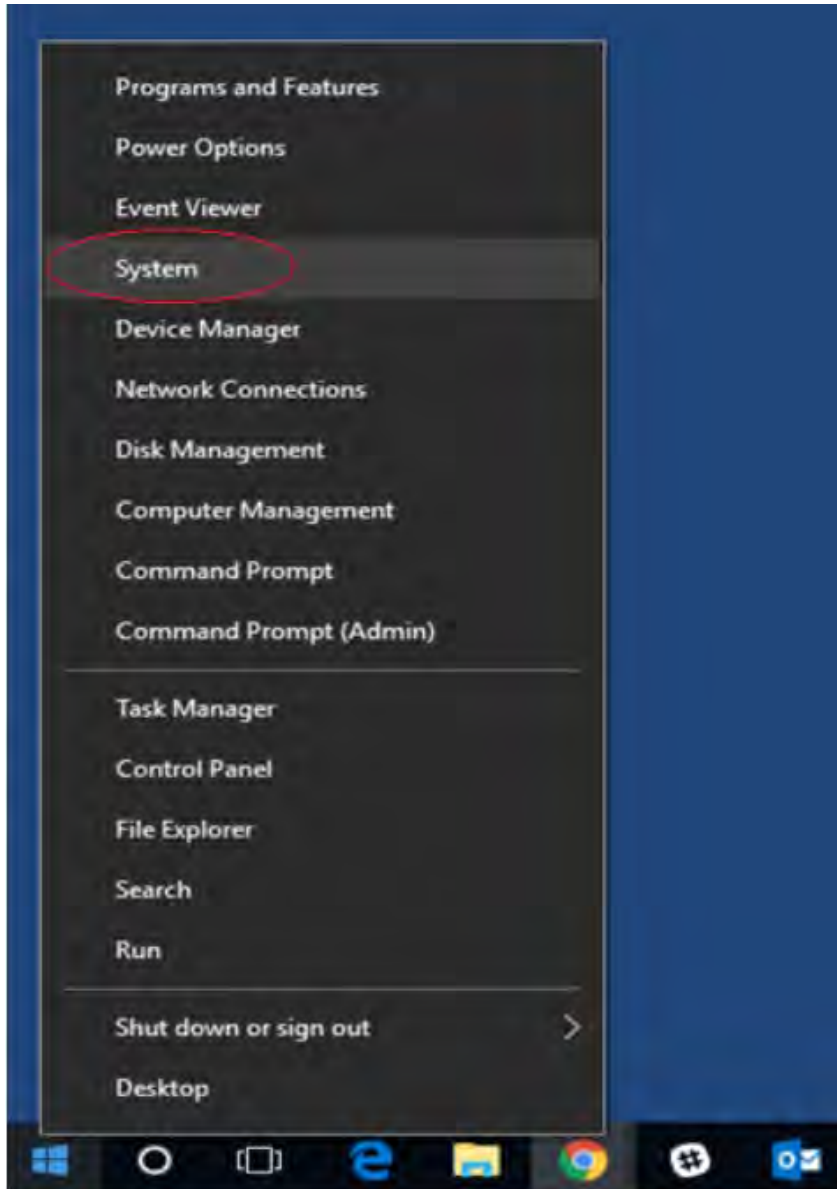 Programs and Features
Power Options
Event Viewer
System
Device Manager
Network Connections
Disk Management
Computer Management
Command Prompt
Command Prompt (Admin)
Task Manager
Control Panel
File Explorer
Search
Run
Shut down or sign out
Desktop